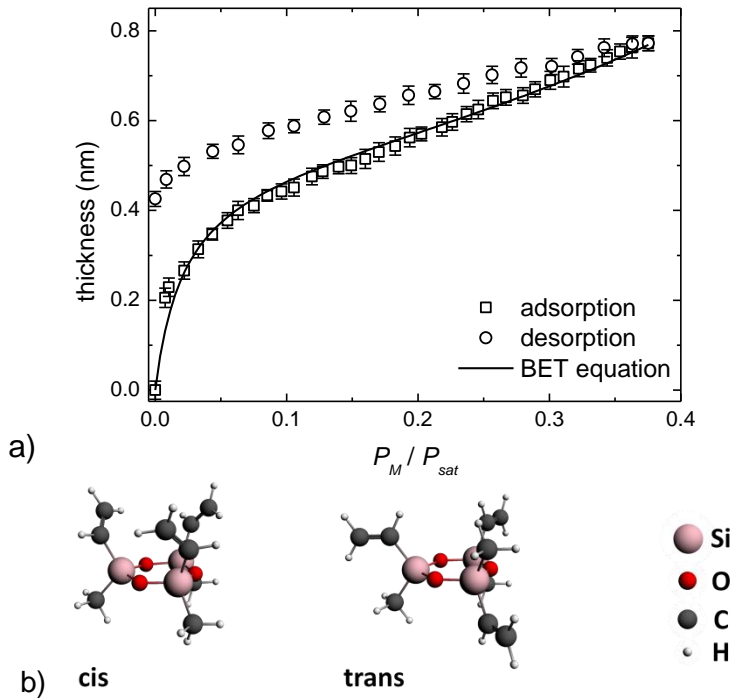 0.8
0.6
0.4
0.2
0.0
thickness (nm)
adsorption
desorption
BET equation
0.0 0.1 0.2 0.3 0.4
P_M / P_sat
a)
Si
O
C
H
b) cis trans